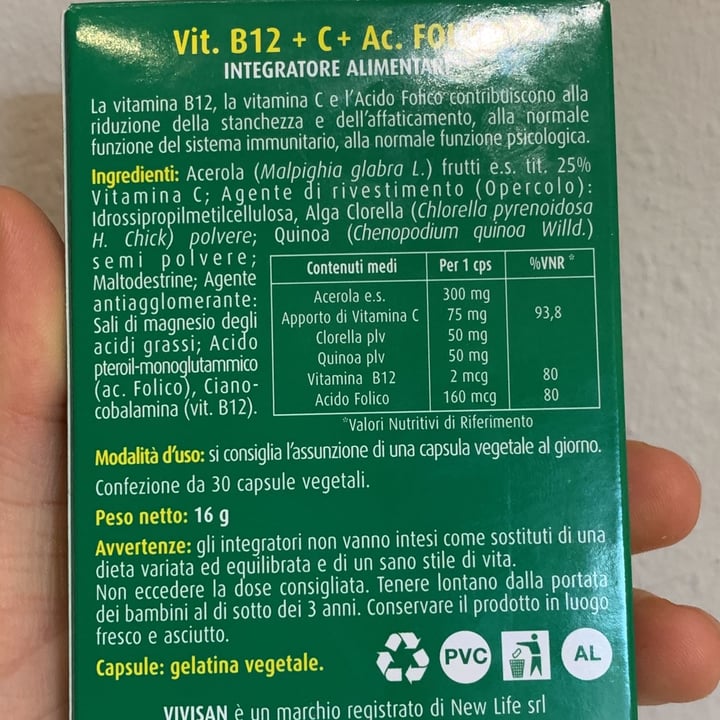 Vit. B12 + C + Ac.
INTEGRATORE ALIMENTARE
La vitamina B12, la vitamina C e l'Acido Folico contribuiscono alla
riduzione della stanchezza e dell'affaticamento, alla normale
funzione del sistema immunitario, alla normale funzione psicologica.
Ingredienti: Acerola (Malpighia glabra L.) frutti e.s. tit. 25%
Vitamina C; Agente di rivestimento (Opercolo):
Idrossipropilmetilcellulosa, Alga Clorella (Chlorella pyrenoidosa
H. Chick) polvere; Quinoa (Chenopodium quinoa Willd.)
semi polvere;
Maltodestrine; Agente
antiagglomerante:
Sali di magnesio degli
acidi grassi; Acido
pteroil-monoglutammico
(ac. Folico), Ciano-
cobalamina (vit. B12).
Contenuti medi Per 1 cps %VNR *
Acerola e.s. 300 mg
Apporto di Vitamina C 75 mg 93,8
Clorella plv 50 mg
Quinoa plv 50 mg
Vitamina B12 2 mcg 80
Acido Folico 160 mcg 80
*Valori Nutritivi di Riferimento
Modalità d'uso: si consiglia l'assunzione di una capsula vegetale al giorno.
Confezione da 30 capsule vegetali.
Peso netto: 16 g
Avvertenze: gli integratori non vanno intesi come sostituti di una
dieta variata ed equilibrata e di un sano stile di vita.
Non eccedere la dose consigliata. Tenere lontano dalla portata
dei bambini al di sotto dei 3 anni. Conservare il prodotto in luogo
fresco e asciutto.
Capsule: gelatina vegetale.
PVC
AL
VIVISAN è un marchio registrato di New Life srl